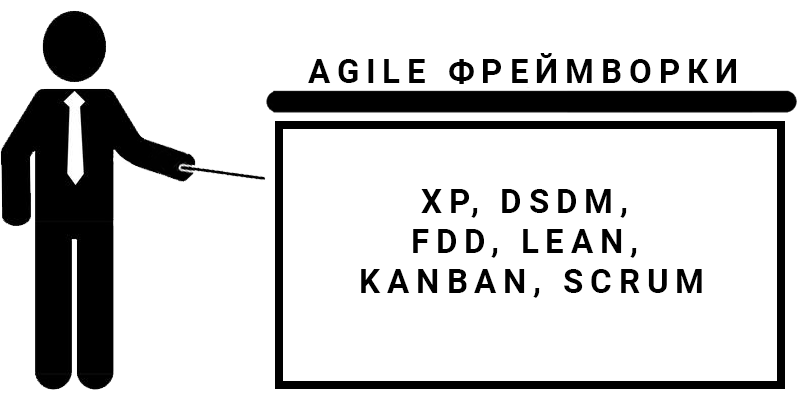 AGILE ФРЕЙМВОРКИ
XP, DSDM,
FDD, LEAN,
KANBAN, SCRUM